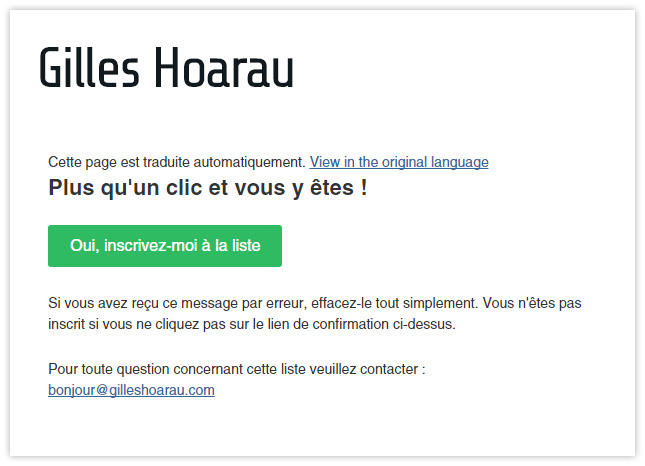 Gilles Hoarau
Cette page est traduite automatiquement. View in the original language
Plus qu'un clic et vous y êtes !
Oui, inscrivez-moi à la liste
Si vous avez reçu ce message par erreur, effacez-le tout simplement. Vous n'êtes pas
inscrit si vous ne cliquez pas sur le lien de confirmation ci-dessus.
Pour toute question concernant cette liste veuillez contacter :
bonjour@gilleshoarau.com